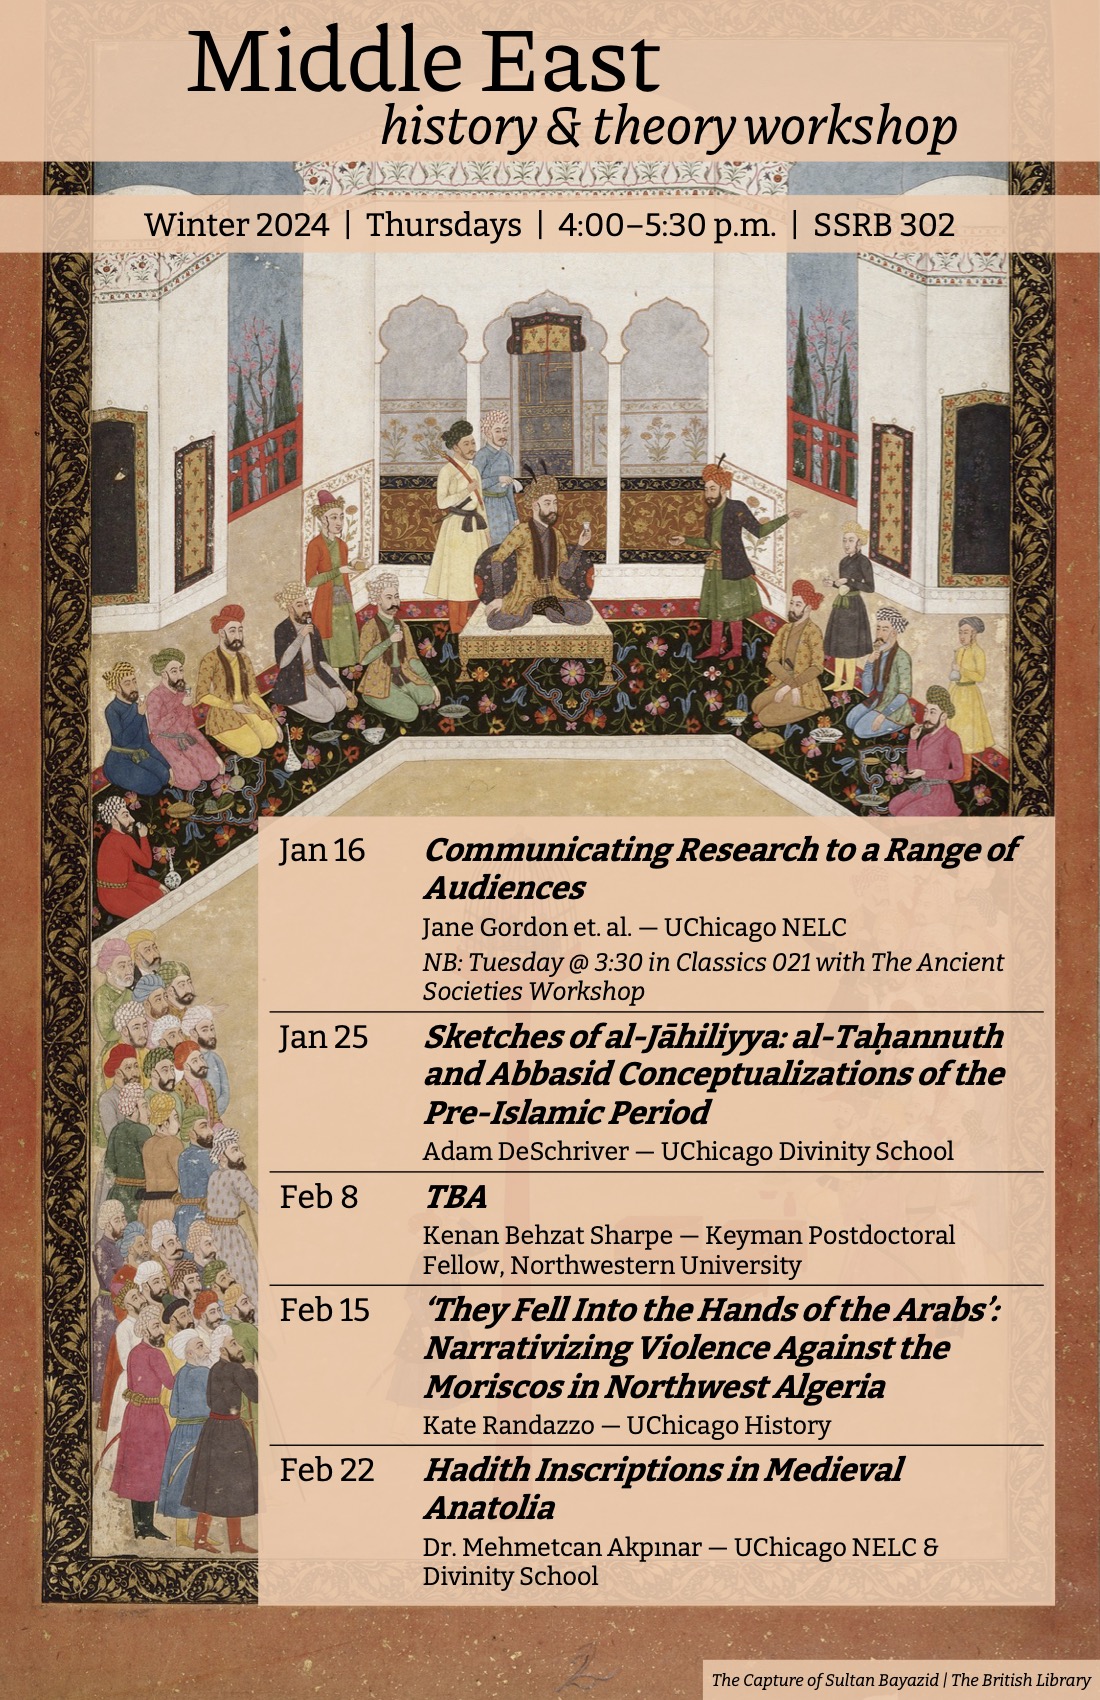 Middle East
history & theory workshop
Winter 2024 | Thursdays | 4:00–5:30 p.m. | SSRB 302
Jan 16
Communicating Research to a Range of
Audiences
Jane Gordon et. al. — UChicago NELC
NB: Tuesday @ 3:30 in Classics 021 with The Ancient
Societies Workshop
Jan 25
Sketches of al-Jāhiliyya: al-Taḥannuth
and Abbasid Conceptualizations of the
Pre-Islamic Period
Adam DeSchriver — UChicago Divinity School
Feb 8
TBA
Kenan Behzat Sharpe — Keyman Postdoctoral
Fellow, Northwestern University
Feb 15
‘They Fell Into the Hands of the Arabs’:
Narrativizing Violence Against the
Moriscos in Northwest Algeria
Kate Randazzo — UChicago History
Feb 22
Hadith Inscriptions in Medieval
Anatolia
Dr. Mehmetcan Akpınar — UChicago NELC &
Divinity School
The Capture of Sultan Bayazid | The British Library